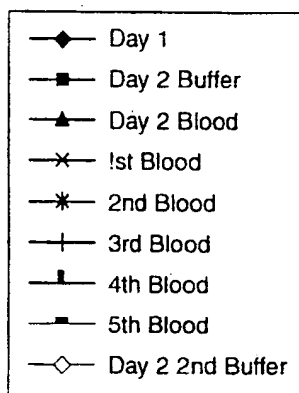 Day 1
Day 2 Buffer
Day 2 Blood
!st Blood
2nd Blood
3rd Blood
4th Blood
5th Blood
Day 2 2nd Buffer